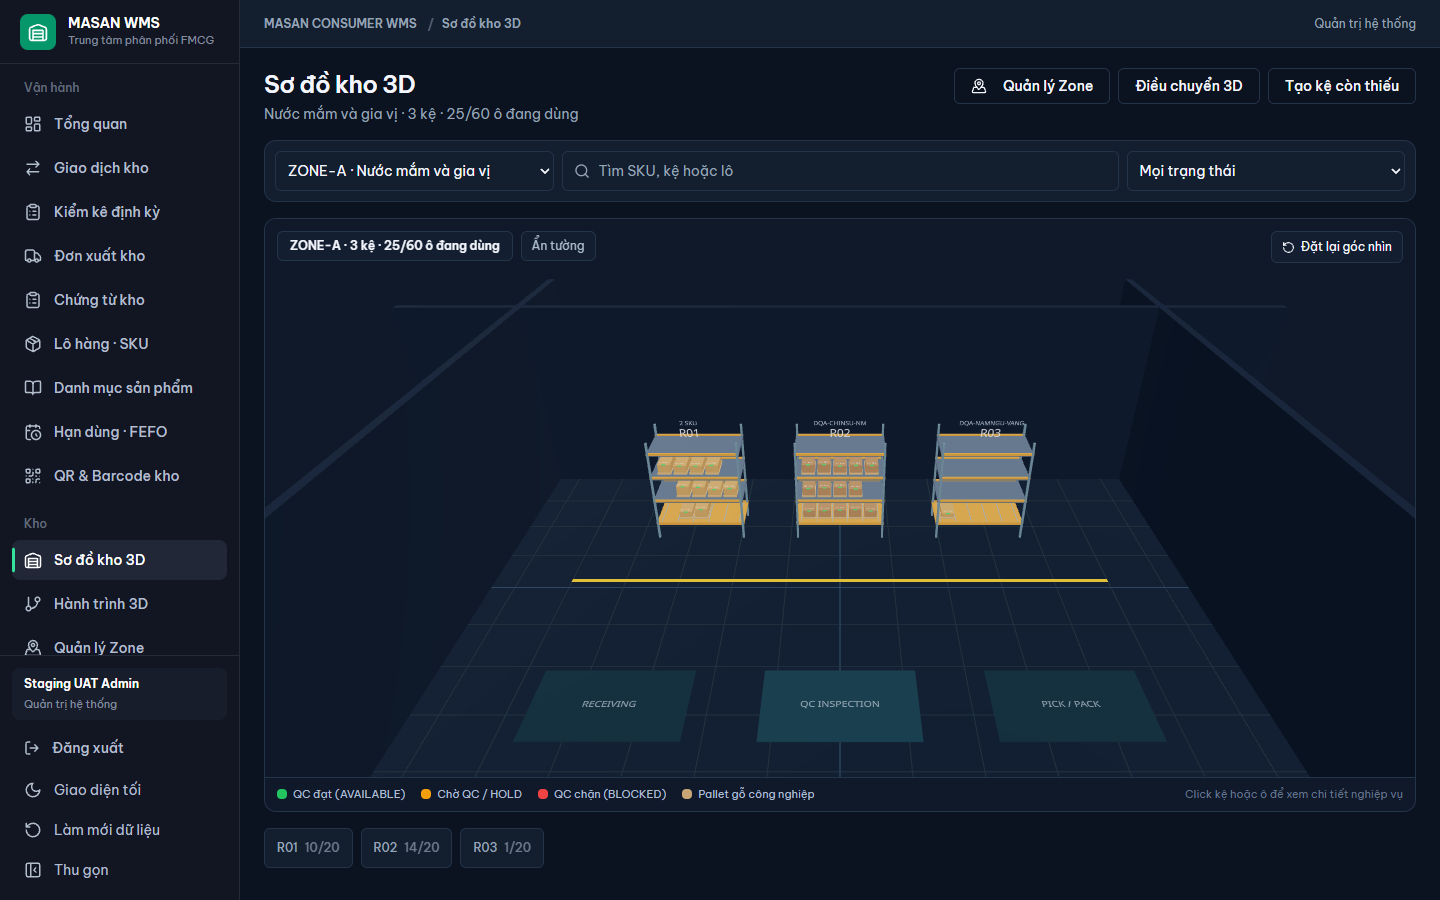 MASAN WMS
Trung tâm phân phối FMCG
Vận hành
Tổng quan
Giao dịch kho
Kiểm kê định kỳ
Đơn xuất kho
Chứng từ kho
Lô hàng · SKU
Danh mục sản phẩm
Hạn dùng · FEFO
QR & Barcode kho
Kho
Sơ đồ kho 3D
Hành trình 3D
Quản lý Zone
Staging UAT Admin
Quản trị hệ thống
Đăng xuất
Giao diện tối
Làm mới dữ liệu
Thu gọn
MASAN CONSUMER WMS / Sơ đồ kho 3D
Quản trị hệ thống
Sơ đồ kho 3D
Nước mắm và gia vị · 3 kệ · 25/60 ô đang dùng
Quản lý Zone
Điều chuyển 3D
Tạo kệ còn thiếu
ZONE-A · Nước mắm và gia vị
Tìm SKU, kệ hoặc lô
Mọi trạng thái
ZONE-A · 3 kệ · 25/60 ô đang dùng
Ẩn tường
Đặt lại góc nhìn
2 SKU
R01
DQA-CHINSU-NM
R02
DQA-NAMNGU-VANG
R03
RECEIVING
QC INSPECTION
PICK / PACK
QC đạt (AVAILABLE)
Chờ QC / HOLD
QC chặn (BLOCKED)
Pallet gỗ công nghiệp
Click kệ hoặc ô để xem chi tiết nghiệp vụ
R01 10/20
R02 14/20
R03 1/20